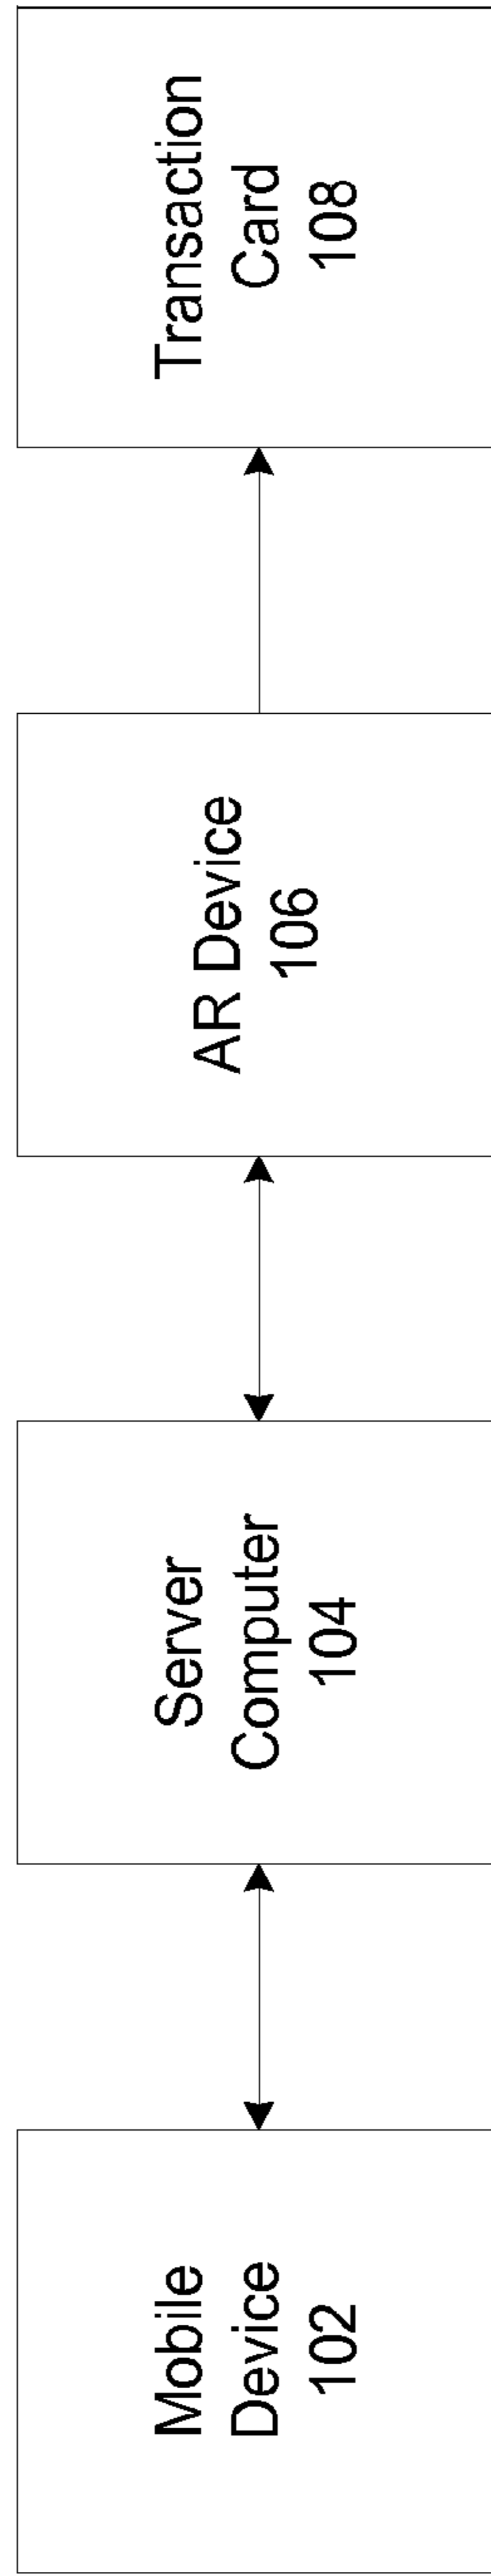 Mobile
Device
102
Server
Computer
104
AR Device
106
Transaction
Card
108